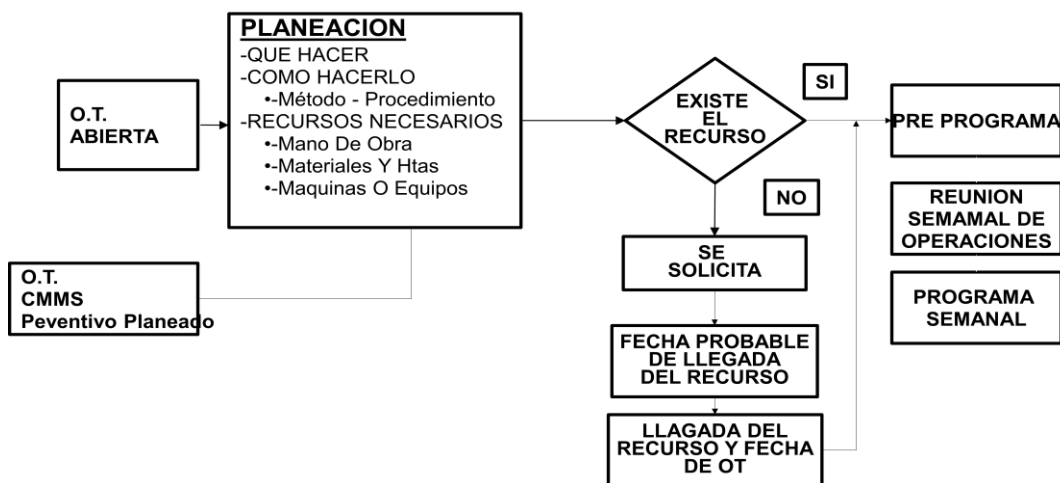 O.T.
ABIERTA
PLANEACION
-QUE HACER
-COMO HACERLO
•-Método - Procedimiento
-RECURSOS NECESARIOS
•-Mano De Obra
•-Materiales Y Htas
•-Maquinas O Equipos
O.T.
CMMS
Peventivo Planeado
EXISTE
EL
RECURSO
SI
NO
SE
SOLICITA
FECHA PROBABLE
DE LLEGADA
DEL RECURSO
LLAGADA DEL
RECURSO Y FECHA
DE OT
PRE PROGRAMA
REUNION
SEMAMAL DE
OPERACIONES
PROGRAMA
SEMANAL